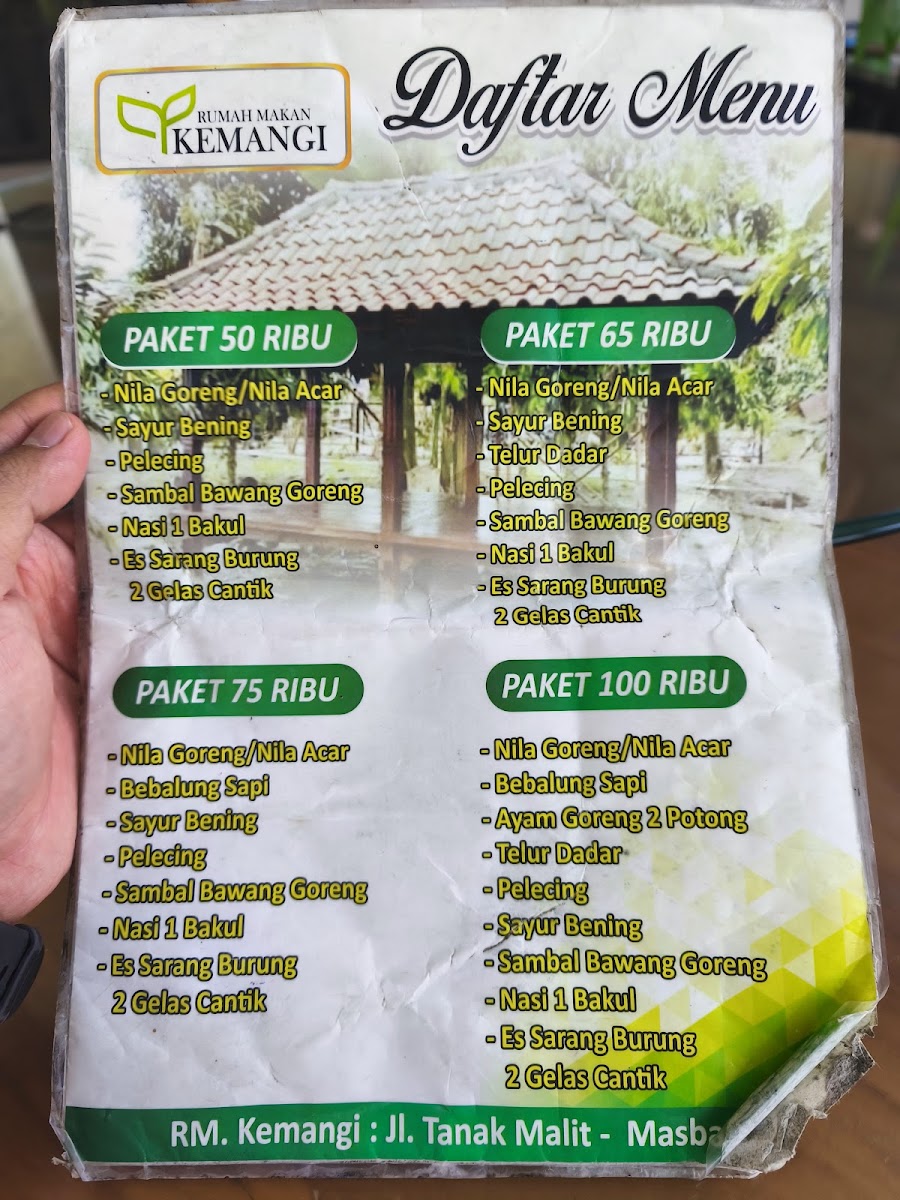 RUMAH MAKAN
KEMANGI
Daftar Menu
PAKET 50 RIBU
- Nila Goreng/Nila Acar
- Sayur Bening
- Pelecing
- Sambal Bawang Goreng
- Nasi 1 Bakul
- Es Sarang Burung
2 Gelas Cantik
PAKET 65 RIBU
- Nila Goreng/Nila Acar
- Sayur Bening
- Telur Dadar
- Pelecing
- Sambal Bawang Goreng
- Nasi 1 Bakul
- Es Sarang Burung
2 Gelas Cantik
PAKET 75 RIBU
- Nila Goreng/Nila Acar
- Bebalung Sapi
- Sayur Bening
- Pelecing
- Sambal Bawang Goreng
- Nasi 1 Bakul
- Es Sarang Burung
2 Gelas Cantik
PAKET 100 RIBU
- Nila Goreng/Nila Acar
- Bebalung Sapi
- Ayam Goreng 2 Potong
- Telur Dadar
- Pelecing
- Sayur Bening
- Sambal Bawang Goreng
- Nasi 1 Bakul
- Es Sarang Burung
2 Gelas Cantik
RM. Kemangi : Jl. Tanak Malit -